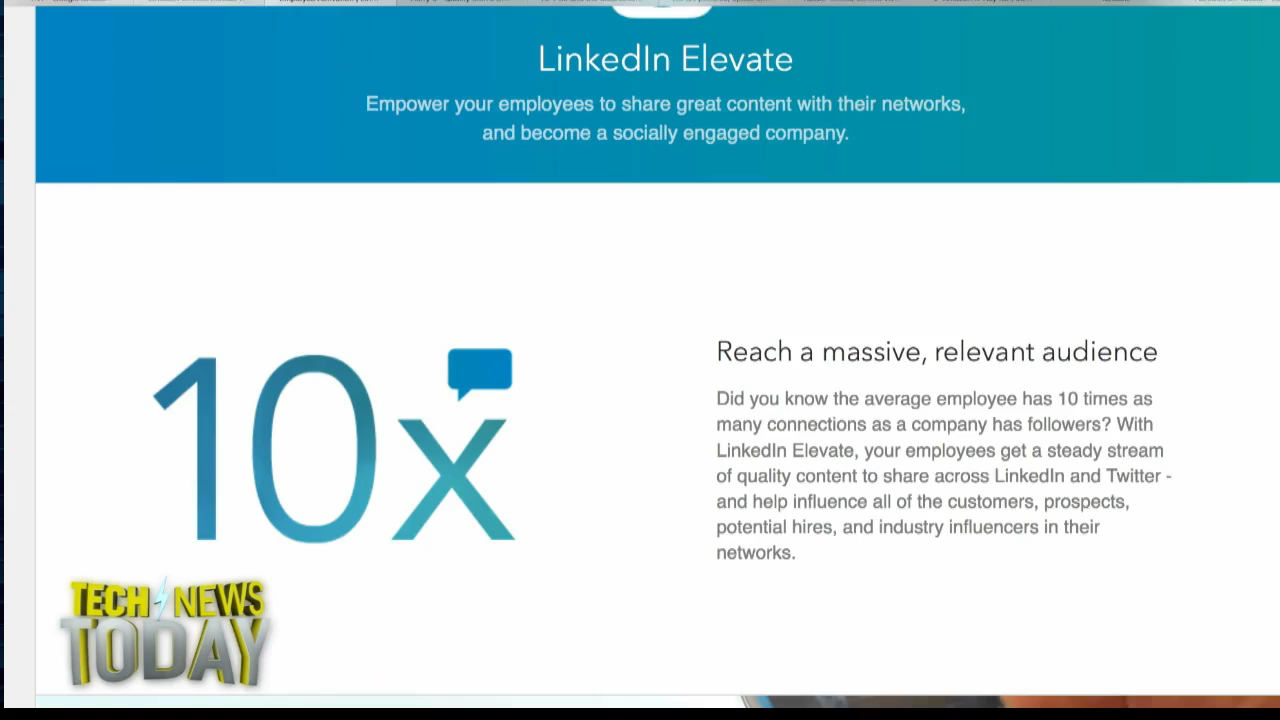 LinkedIn Elevate
Empower your employees to share great content with their networks,
and become a socially engaged company.
10x
Reach a massive, relevant audience
Did you know the average employee has 10 times as
many connections as a company has followers? With
LinkedIn Elevate, your employees get a steady stream
of quality content to share across LinkedIn and Twitter -
and help influence all of the customers, prospects,
potential hires, and industry influencers in their
networks.
TECH NEWS
TODAY